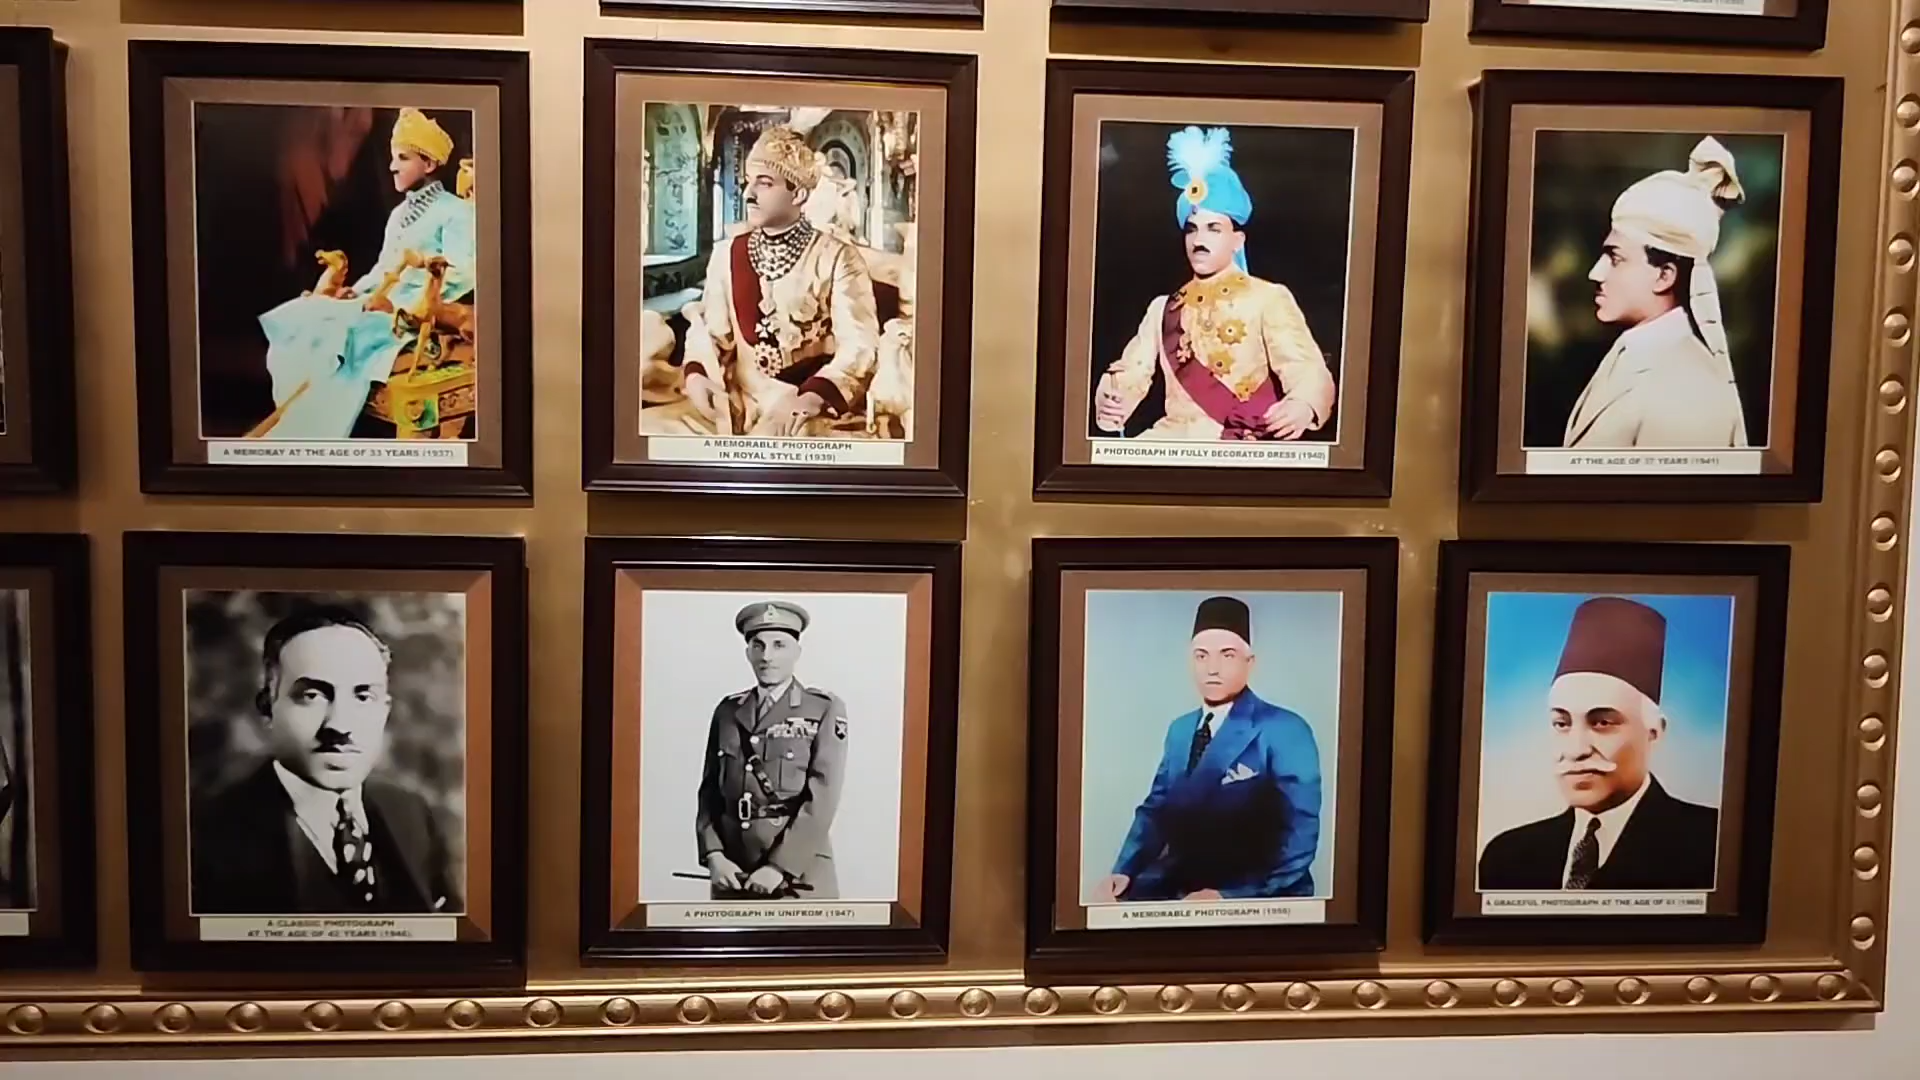 A MEMORAY AT THE AGE OF 33 YEARS (1937)
A MEMORABLE PHOTOGRAPH
IN ROYAL STYLE (1939)
A PHOTOGRAPH IN FULLY DECORATED DRESS (1940)
AT THE AGE OF 37 YEARS (1941)
A CLASSIC PHOTOGRAPH
AT THE AGE OF 42 YEARS (1946)
A PHOTOGRAPH IN UNIFROM (1947)
A MEMORABLE PHOTOGRAPH
A GRACEFUL PHOTOGRAPH AT THE AGE OF 61